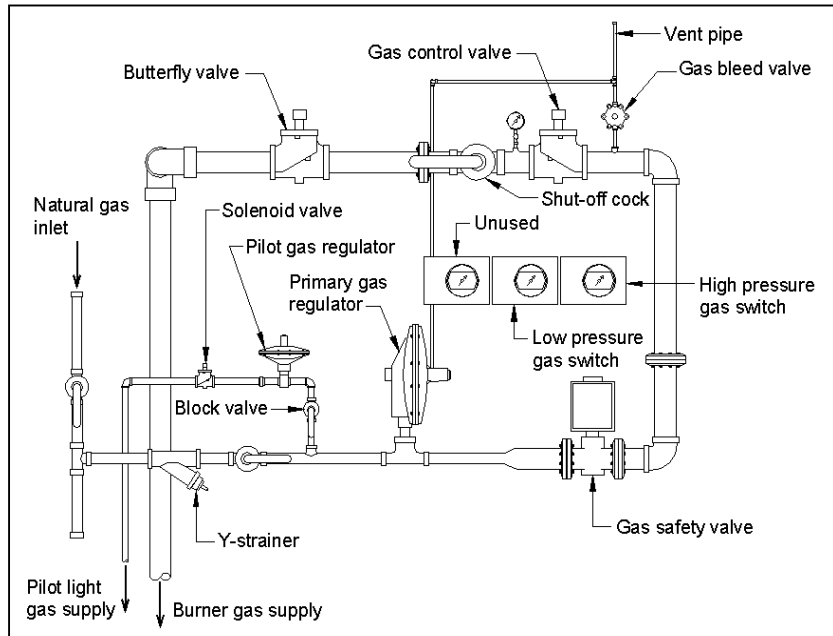 Vent pipe
Gas control valve
Gas bleed valve
Butterfly valve
Shut-off cock
Natural gas
inlet
Solenoid valve
Unused
Pilot gas regulator
Primary gas
regulator
High pressure
gas switch
Low pressure
gas switch
Block valve
Gas safety valve
Y-strainer
Pilot light
gas supply
Burner gas supply